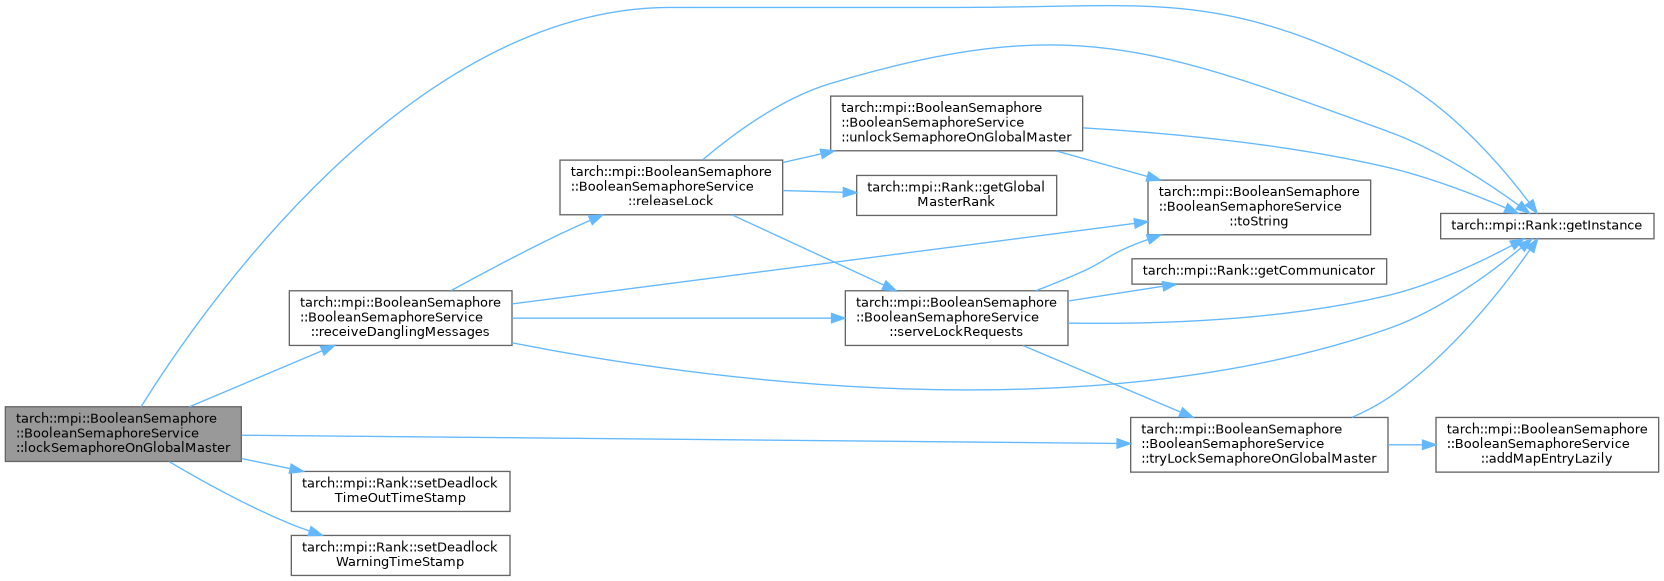 tarch::mpi::BooleanSemaphore
::BooleanSemaphoreService
::lockSemaphoreOnGlobalMaster
tarch::mpi::BooleanSemaphore
::BooleanSemaphoreService
::receiveDanglingMessages
tarch::mpi::Rank::setDeadlock
TimeOutTimeStamp
tarch::mpi::Rank::setDeadlock
WarningTimeStamp
tarch::mpi::BooleanSemaphore
::BooleanSemaphoreService
::releaseLock
tarch::mpi::BooleanSemaphore
::BooleanSemaphoreService
::unlockSemaphoreOnGlobalMaster
tarch::mpi::Rank::getGlobal
MasterRank
tarch::mpi::BooleanSemaphore
::BooleanSemaphoreService
::serveLockRequests
tarch::mpi::BooleanSemaphore
::BooleanSemaphoreService
::toString
tarch::mpi::Rank::getCommunicator
tarch::mpi::BooleanSemaphore
::BooleanSemaphoreService
::tryLockSemaphoreOnGlobalMaster
tarch::mpi::Rank::getInstance
tarch::mpi::BooleanSemaphore
::BooleanSemaphoreService
::addMapEntryLazily